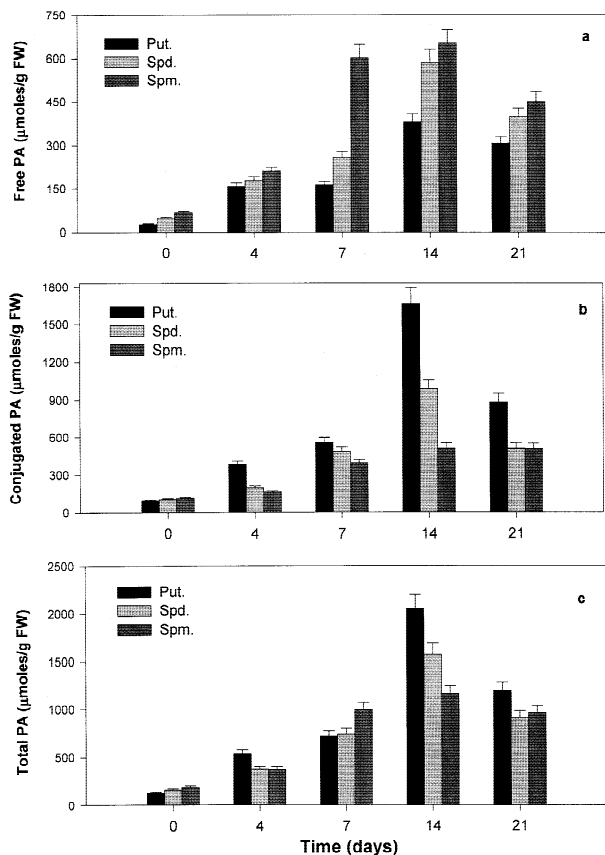 750
600
450
300
150
0
Free PA (μmoles/g FW)
Put.
Spd.
Spm.
a
0 4 7 14 21
1800
1500
1200
900
600
300
0
Conjugated PA (μmoles/g FW)
Put.
Spd.
Spm.
b
0 4 7 14 21
2500
2000
1500
1000
500
0
Total PA (μmoles/g FW)
Put.
Spd.
Spm.
c
0 4 7 14 21
Time (days)